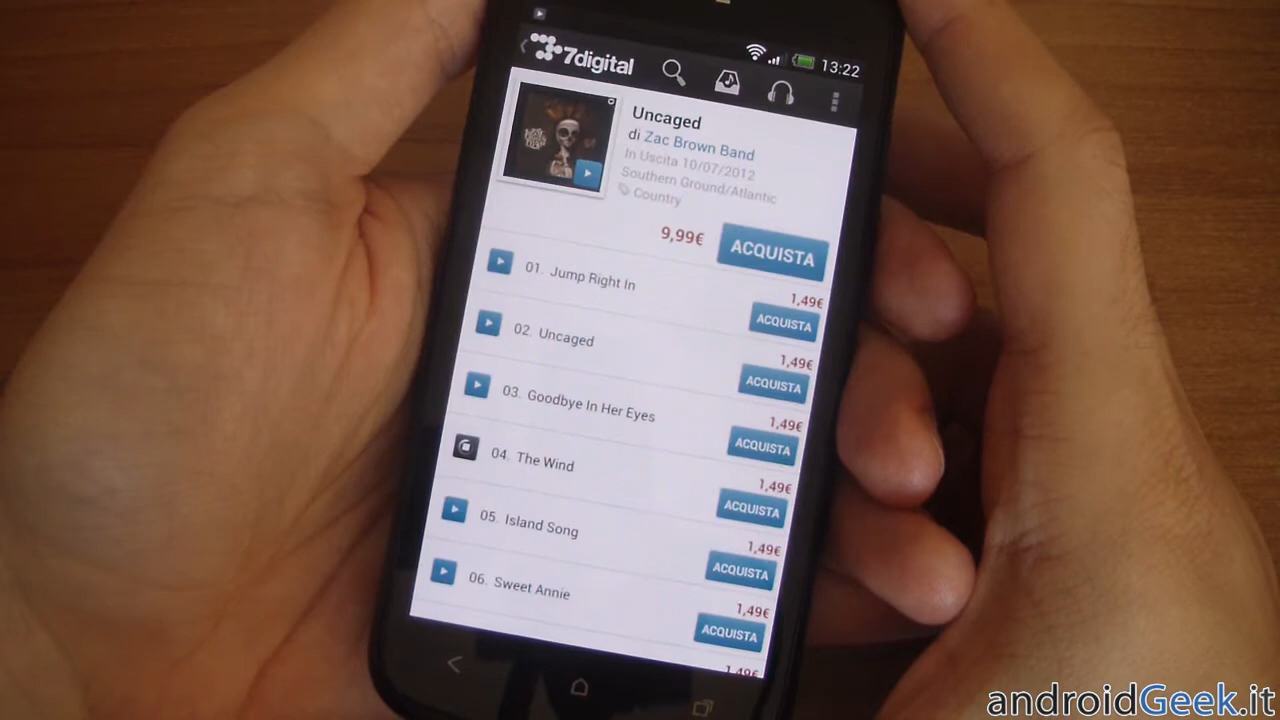 13:22
7digital
Uncaged
di Zac Brown Band
In Uscita 10/07/2012
Southern Ground/Atlantic
Country
9,99€
ACQUISTA
01. Jump Right In
1,49€
ACQUISTA
02. Uncaged
1,49€
ACQUISTA
03. Goodbye In Her Eyes
1,49€
ACQUISTA
04. The Wind
1,49€
ACQUISTA
05. Island Song
1,49€
ACQUISTA
06. Sweet Annie
1,49€
ACQUISTA
1,49€
androidGeek.it